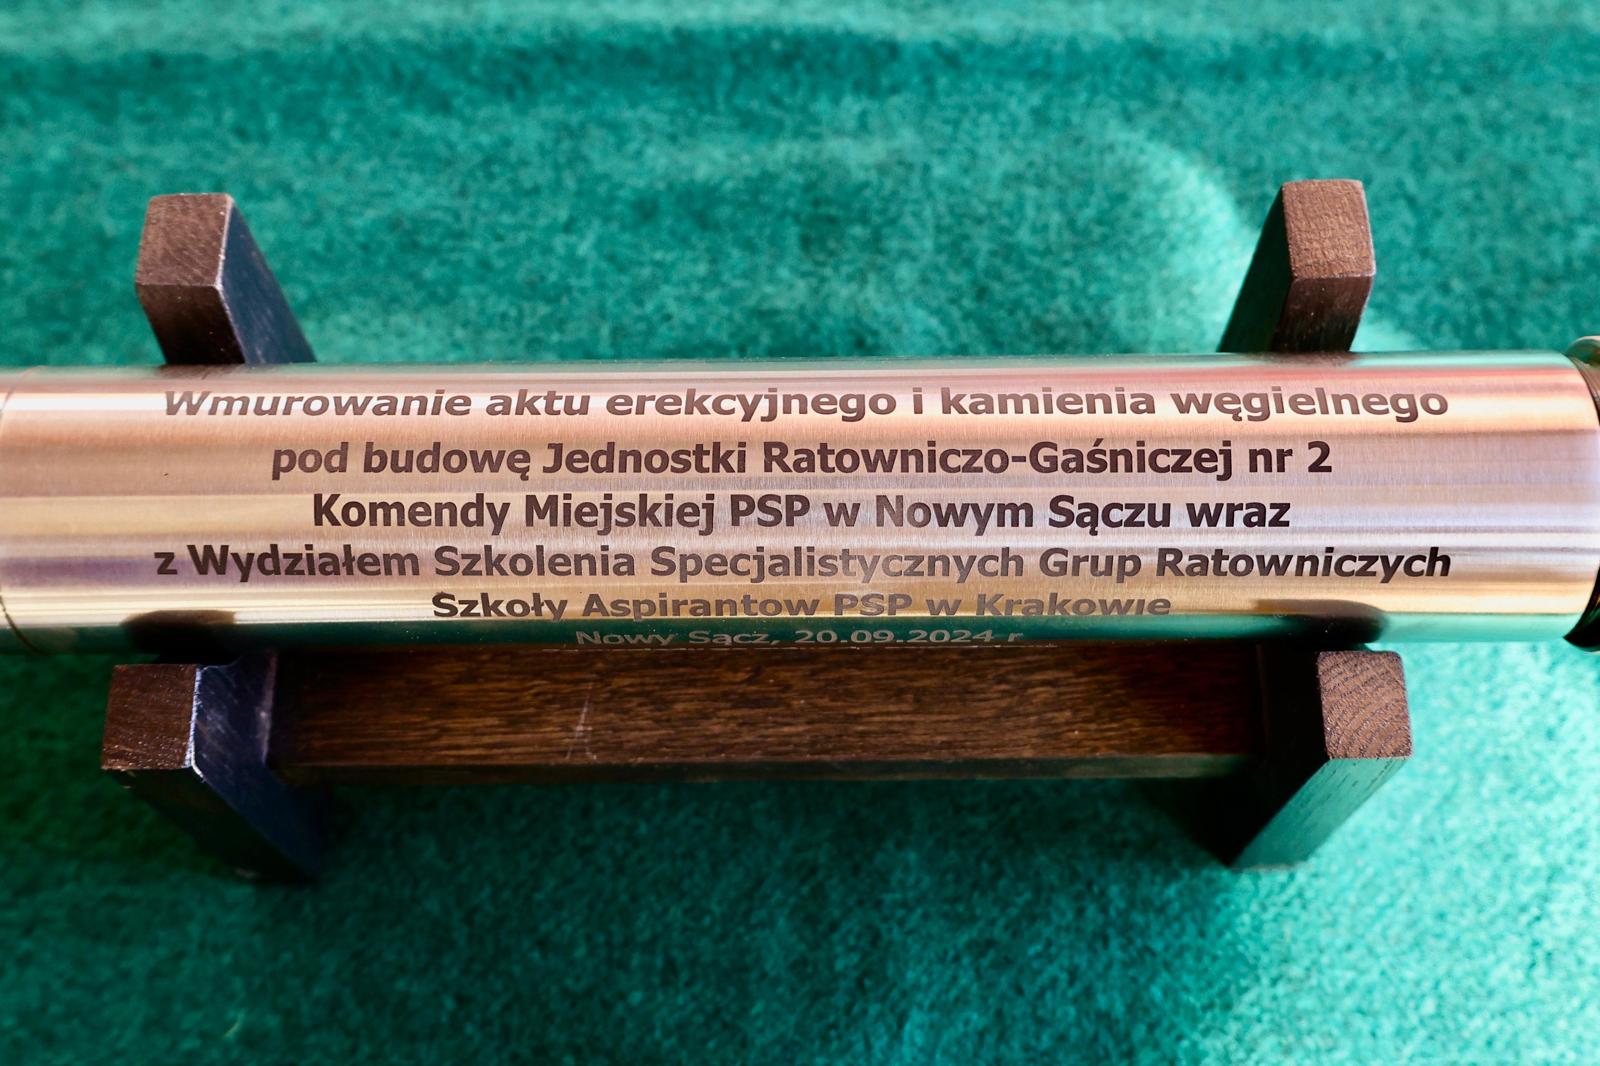 Wmurowanie aktu erekcyjnego i kamienia węgielnego
pod budowę Jednostki Ratowniczo-Gaśniczej nr 2
Komendy Miejskiej PSP w Nowym Sączu wraz
z Wydziałem Szkolenia Specjalistycznych Grup Ratowniczych
Szkoły Aspirantow PSP w Krakowie
Nowy Sącz, 20.09.2024 r